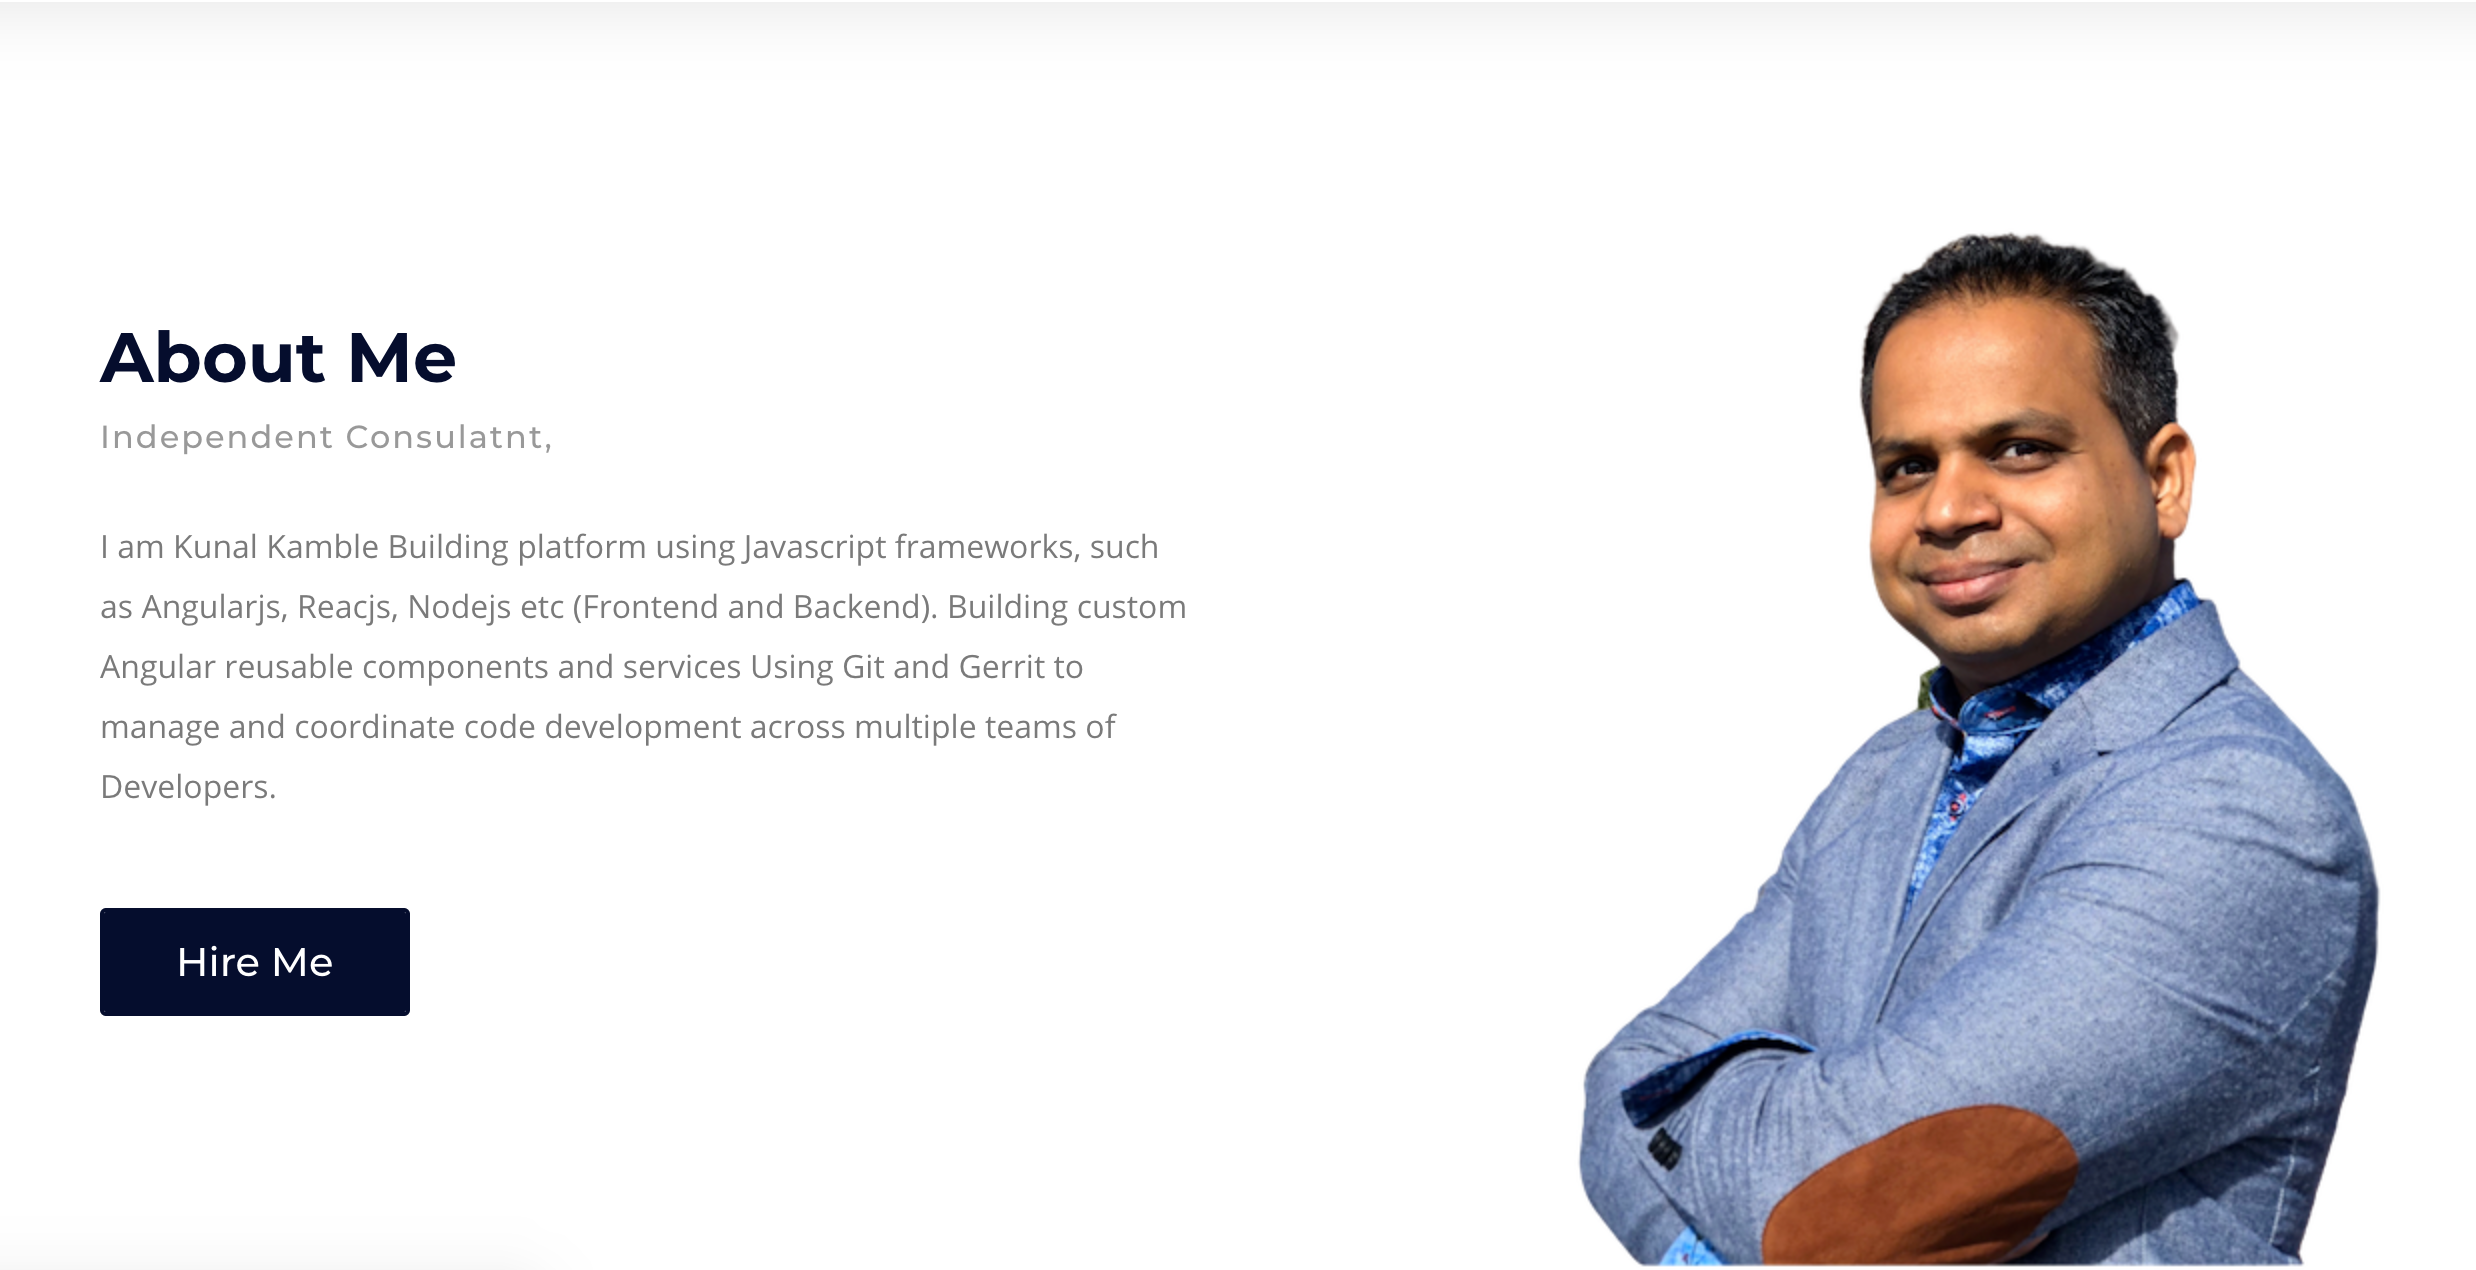 About Me
Independent Consulatnt,
I am Kunal Kamble Building platform using Javascript frameworks, such
as Angularjs, Reacjs, Nodejs etc (Frontend and Backend). Building custom
Angular reusable components and services Using Git and Gerrit to
manage and coordinate code development across multiple teams of
Developers.
Hire Me